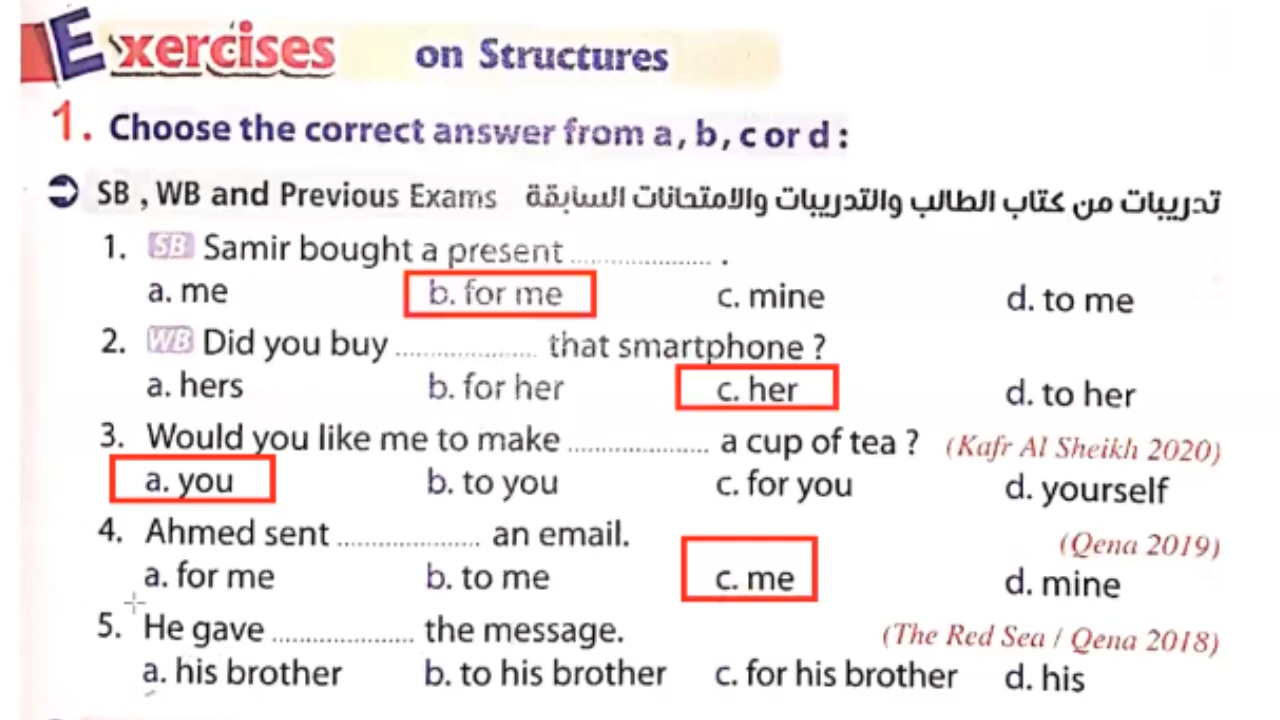 Exercises on Structures
1. Choose the correct answer from a, b, c or d :
SB , WB and Previous Exams تدريبات من كتاب الطالب والتدريبات والامتحانات السابقة
1. SB Samir bought a present .................... .
a. me b. for me c. mine d. to me
2. WB Did you buy .................... that smartphone ?
a. hers b. for her c. her d. to her
3. Would you like me to make .................... a cup of tea ? (Kafr Al Sheikh 2020)
a. you b. to you c. for you d. yourself
4. Ahmed sent .................... an email. (Qena 2019)
a. for me b. to me c. me d. mine
5. He gave .................... the message. (The Red Sea / Qena 2018)
a. his brother b. to his brother c. for his brother d. his